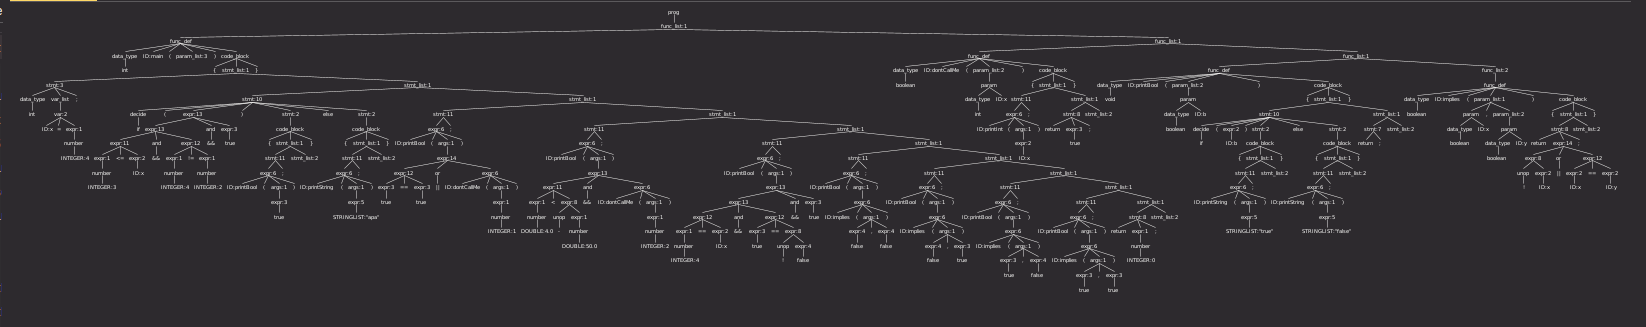 prog
func_list:1
func_def func_list:1
data_type ID:main ( param_list:3 ) code_block func_def func_list:1
int { stmt_list:1 } data_type ID:dontCallMe ( param_list:2 ) code_block func_def func_list:2
stmt:3 stmt_list:1 boolean param { stmt_list:1 } data_type ID:printBool ( param_list:2 ) code_block func_def
data_type var_list ; stmt:10 stmt_list:1 data_type ID:x stmt:11 stmt_list:1 void param { stmt_list:1 } data_type ID:implies ( param_list:1 ) code_block
int var:2 decide ( expr:13 ) stmt:2 else stmt:2 stmt:11 stmt_list:1 int expr:6 ; stmt:8 stmt_list:2 data_type ID:b stmt:10 stmt_list:1 boolean param , param_list:2 { stmt_list:1 }
ID:x = expr:1 if expr:13 and expr:3 code_block code_block expr:6 ; stmt:11 stmt_list:1 ID:printInt ( args:1 ) return expr:3 ; boolean decide ( expr:2 ) stmt:2 else stmt:2 stmt:7 stmt_list:2 data_type ID:x param stmt:8 stmt_list:2
number expr:11 and expr:12 && true { stmt_list:1 } { stmt_list:1 } ID:printBool ( args:1 ) expr:6 ; stmt:11 stmt_list:1 expr:2 true if ID:b code_block code_block return ; boolean data_type ID:y return expr:14 ;
INTEGER:4 expr:1 <= expr:2 && expr:1 != expr:1 stmt:11 stmt_list:2 stmt:11 stmt_list:2 expr:14 ID:printBool ( args:1 ) expr:6 ; stmt:11 stmt_list:1 ID:x { stmt_list:1 } { stmt_list:1 } boolean expr:8 or expr:12
number ID:x number number expr:6 ; expr:6 ; expr:12 or expr:6 expr:13 ID:printBool ( args:1 ) expr:6 ; stmt:11 stmt_list:1 stmt:11 stmt_list:2 stmt:11 stmt_list:2 unop expr:2 || expr:2 == expr:2
INTEGER:3 INTEGER:4 INTEGER:2 ID:printBool ( args:1 ) ID:printString ( args:1 ) expr:3 == expr:3 || ID:dontCallMe ( args:1 ) expr:11 and expr:6 expr:13 ID:printBool ( args:1 ) expr:6 ; stmt:11 stmt_list:1 expr:6 ; expr:6 ; ! ID:x ID:x ID:y
expr:3 expr:5 true true expr:1 expr:1 < expr:8 && ID:dontCallMe ( args:1 ) expr:13 and expr:3 expr:6 ID:printBool ( args:1 ) expr:6 ; stmt:11 stmt_list:1 ID:printString ( args:1 ) ID:printString ( args:1 )
true STRINGLIST:"apa" number number unop expr:1 expr:1 expr:12 and expr:12 && true ID:implies ( args:1 ) expr:6 ID:printBool ( args:1 ) expr:6 ; stmt:8 stmt_list:2 expr:5 expr:5
INTEGER:1 DOUBLE:4.0 - number number expr:1 == expr:2 && expr:3 == expr:8 expr:4 , expr:4 ID:implies ( args:1 ) expr:6 ID:printBool ( args:1 ) return expr:1 ; STRINGLIST:"true" STRINGLIST:"false"
DOUBLE:50.0 INTEGER:2 number ID:x true unop expr:4 false false expr:4 , expr:3 ID:implies ( args:1 ) expr:6 number
INTEGER:4 ! false false true expr:3 , expr:4 ID:implies ( args:1 ) INTEGER:0
true false expr:3 , expr:3
true true